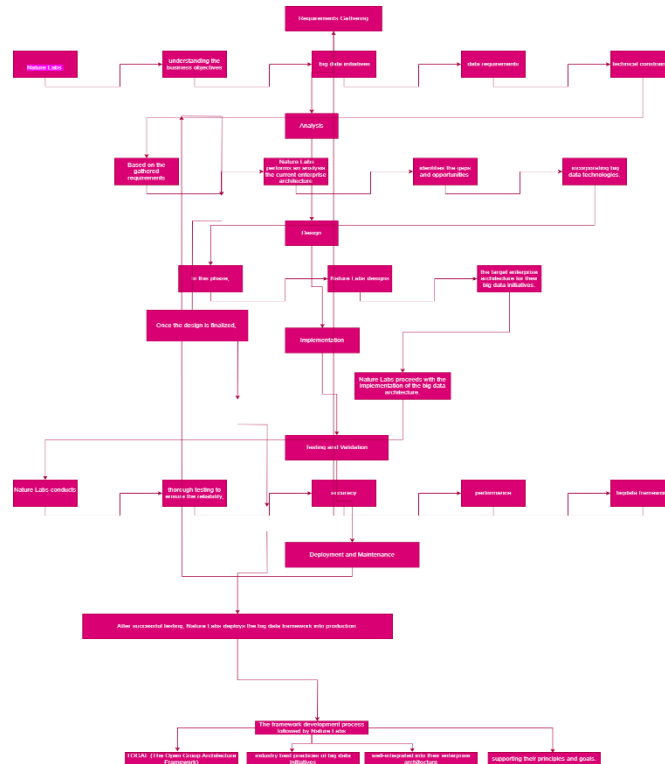 Requirements Gathering
Nature Labs
understanding the
business objectives
big data initiatives
data requirements
technical constraints
Analysis
Based on the
gathered
requirements
Nature Labs
performs an analysis
the current enterprise
architecture
identifies the gaps
and opportunities
incorporating big
data technologies.
Design
In this phase,
Nature Labs designs
the target enterprise
architecture for their
big data initiatives.
Once the design is finalized,
Implementation
Nature Labs proceeds with the
implementation of the big data
architecture
Testing and Validation
Nature Labs conducts
thorough testing to
ensure the reliability,
accuracy
performance
bigdata framework
Deployment and Maintenance
After successful testing, Nature Labs deploys the big data framework into production
The framework development process
followed by Nature Labs
TOGAF (The Open Group Architecture
Framework)
industry best practices of big data
initiatives
well-integrated into their enterprise
architecture
supporting their principles and goals.